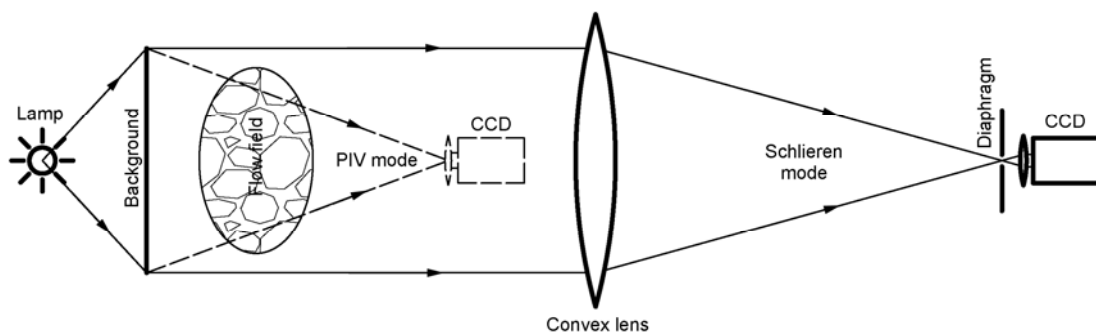 Lamp
Background
Flow field
PIV mode
CCD
Convex lens
Schlieren
mode
Diaphragm
CCD